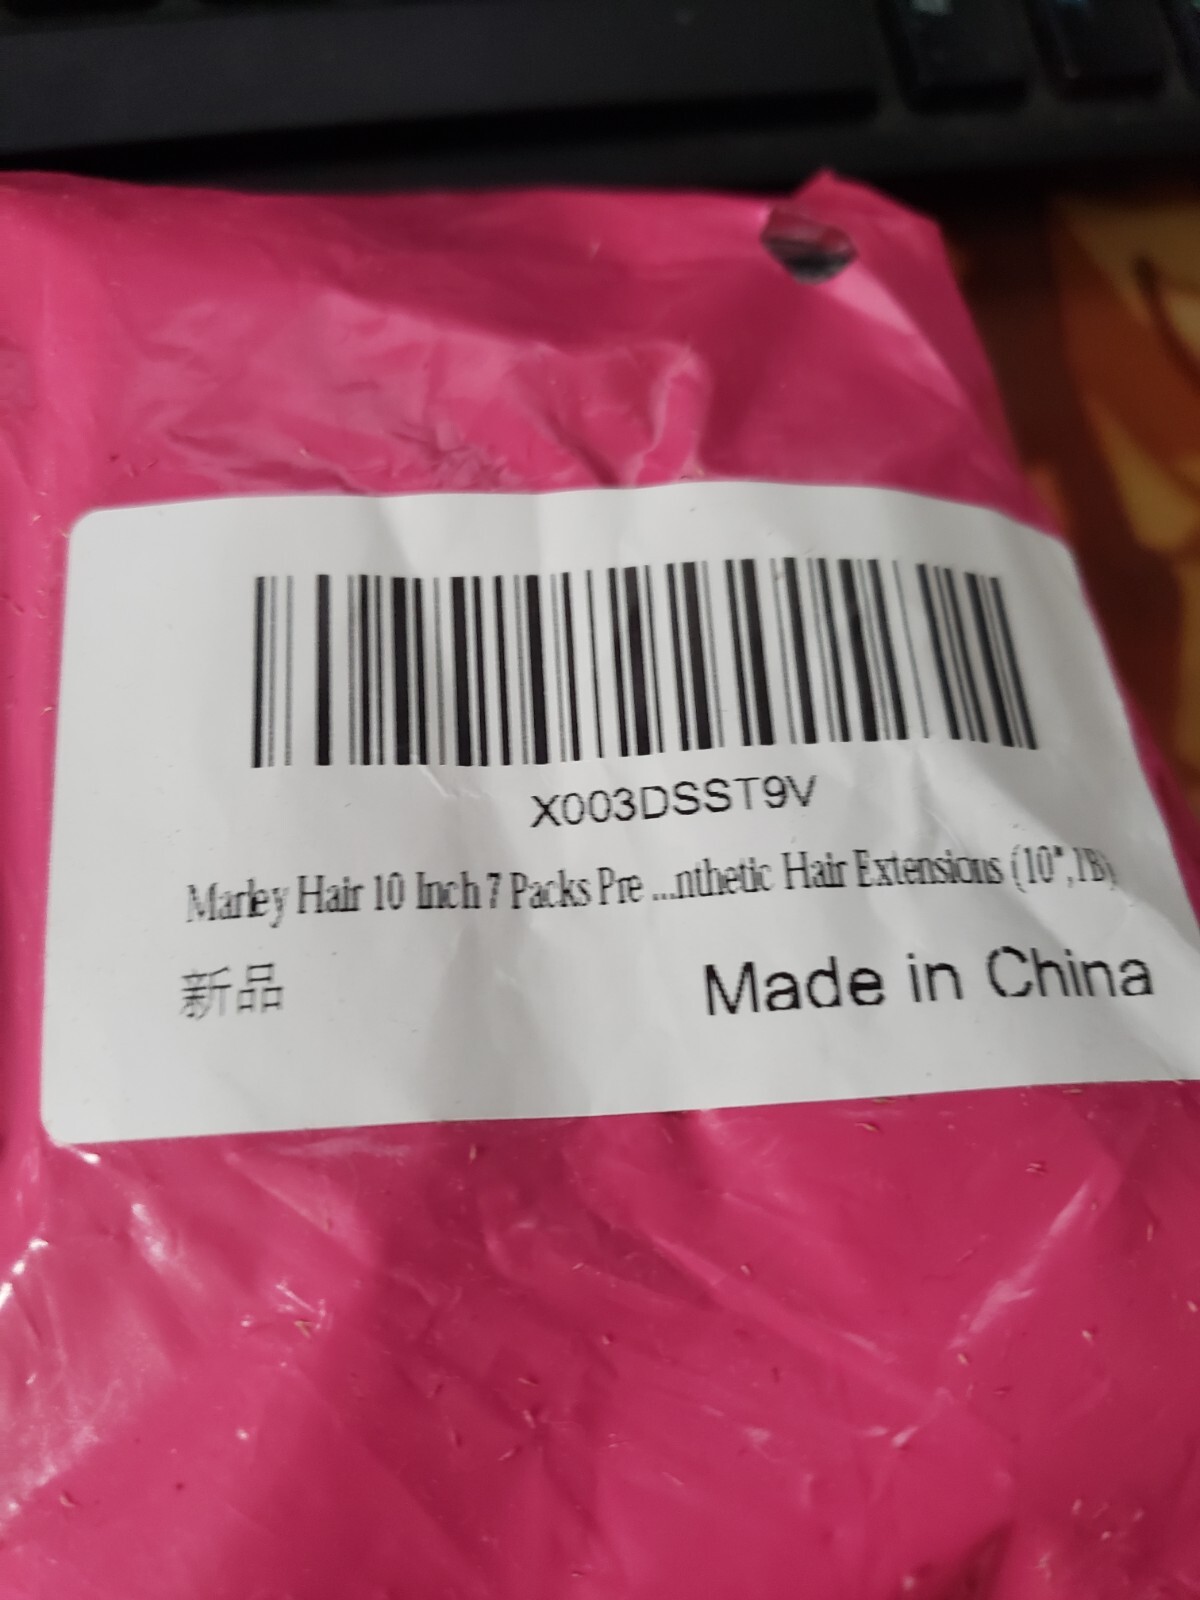 X003DSST9V
Marley Hair 10 Inch 7 Packs Pre ...nthetic Hair Extensions (10",1B)
新品
Made in China